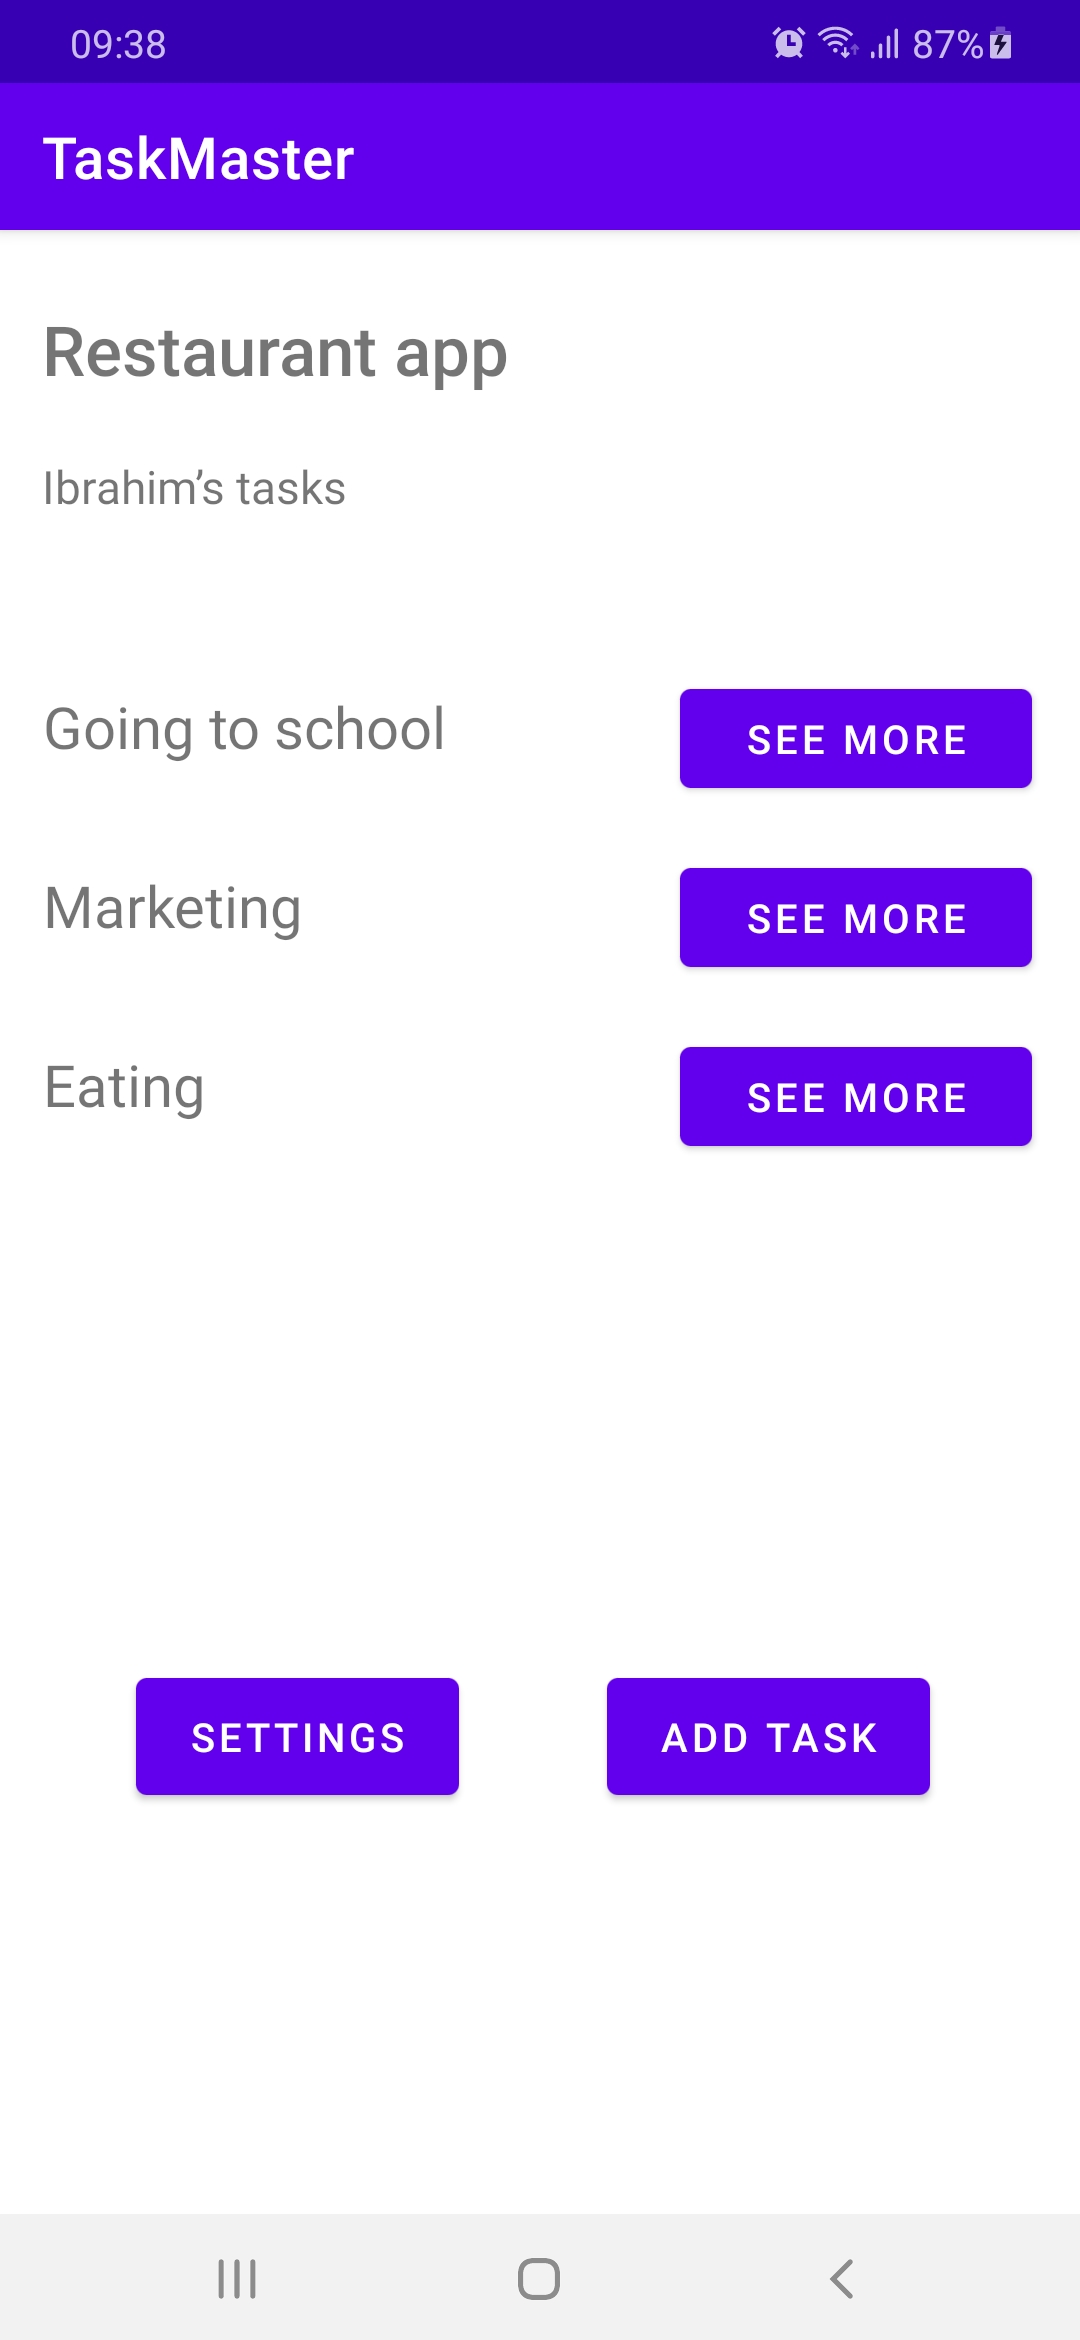 09:38 87%
TaskMaster
Restaurant app
Ibrahim’s tasks
Going to school SEE MORE
Marketing SEE MORE
Eating SEE MORE
SETTINGS ADD TASK